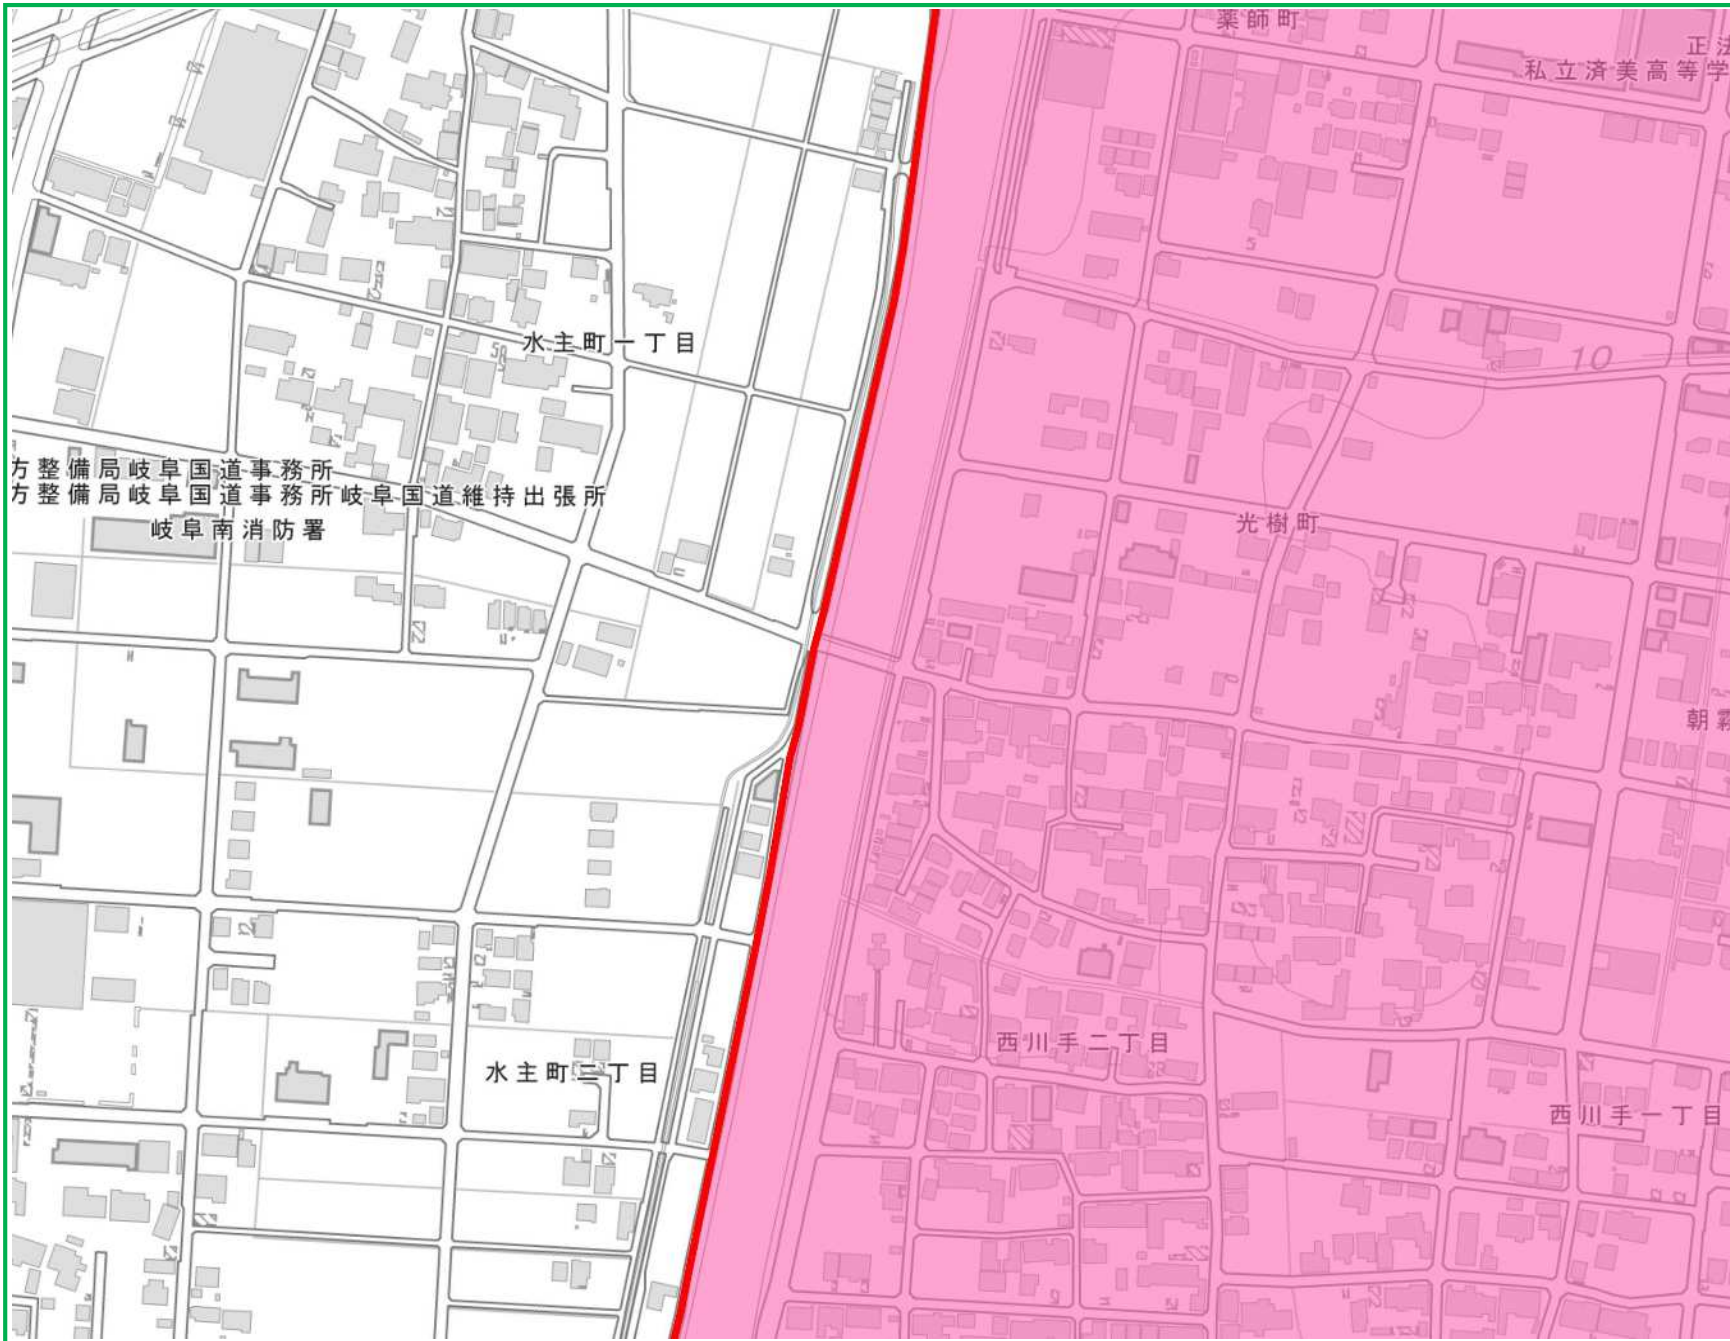 薬師町
正法
私立済美高等学
水主町一丁目
10
方整備局岐阜国道事務所
方整備局岐阜国道事務所岐阜国道維持出張所
岐阜南消防署
光樹町
朝霧
西川手二丁目
水主町二丁目
西川手一丁目